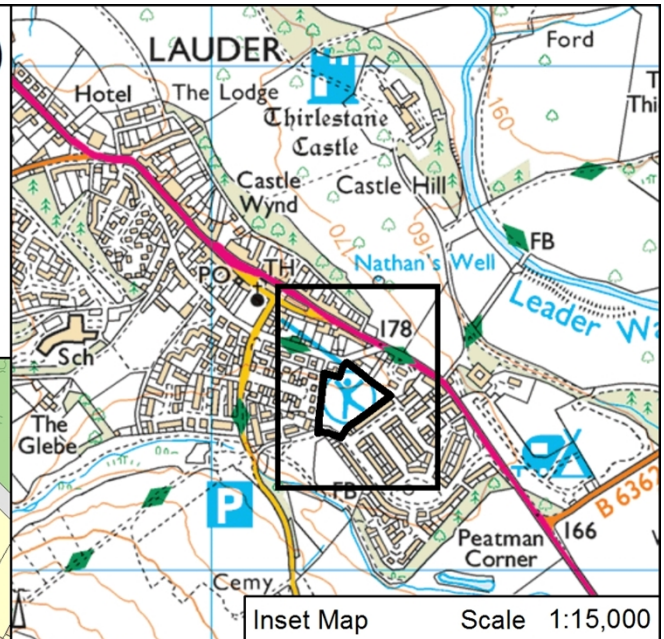 LAUDER
Ford
Hotel
The Lodge
Thirlestane
Castle
T
Thi
160
Castle
Wynd
Castle Hill
170
160
PO
TH
Nathan's Well
FB
178
Leader Wa
Sch
The
Glebe
P
FB
B 6362
166
Peatman
Corner
Cemy
Inset Map Scale 1:15,000